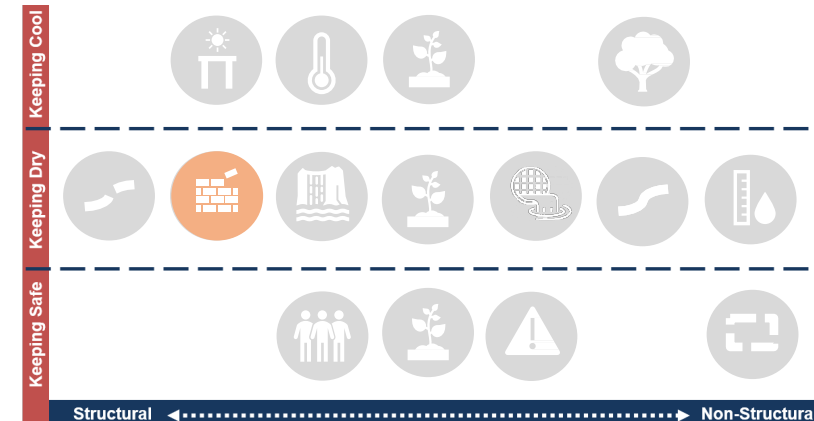 Keeping Cool
Keeping Dry
Keeping Safe
Structural
Non-Structura